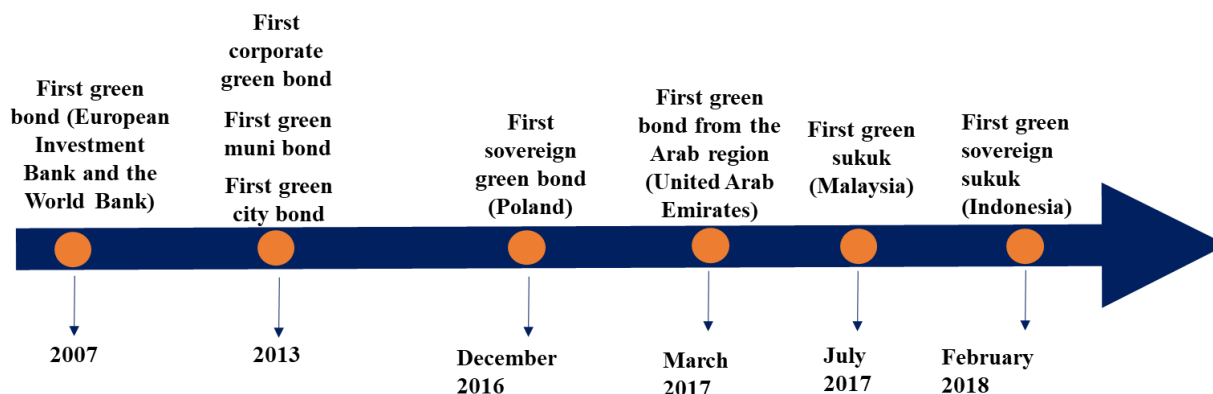 First green
bond (European
Investment
Bank and the
World Bank)
First
corporate
green bond
First green
muni bond
First green
city bond
First
sovereign
green bond
(Poland)
First green
bond from the
Arab region
(United Arab
Emirates)
First green
sukuk
(Malaysia)
First green
sovereign
sukuk
(Indonesia)
2007
2013
December
2016
March
2017
July
2017
February
2018